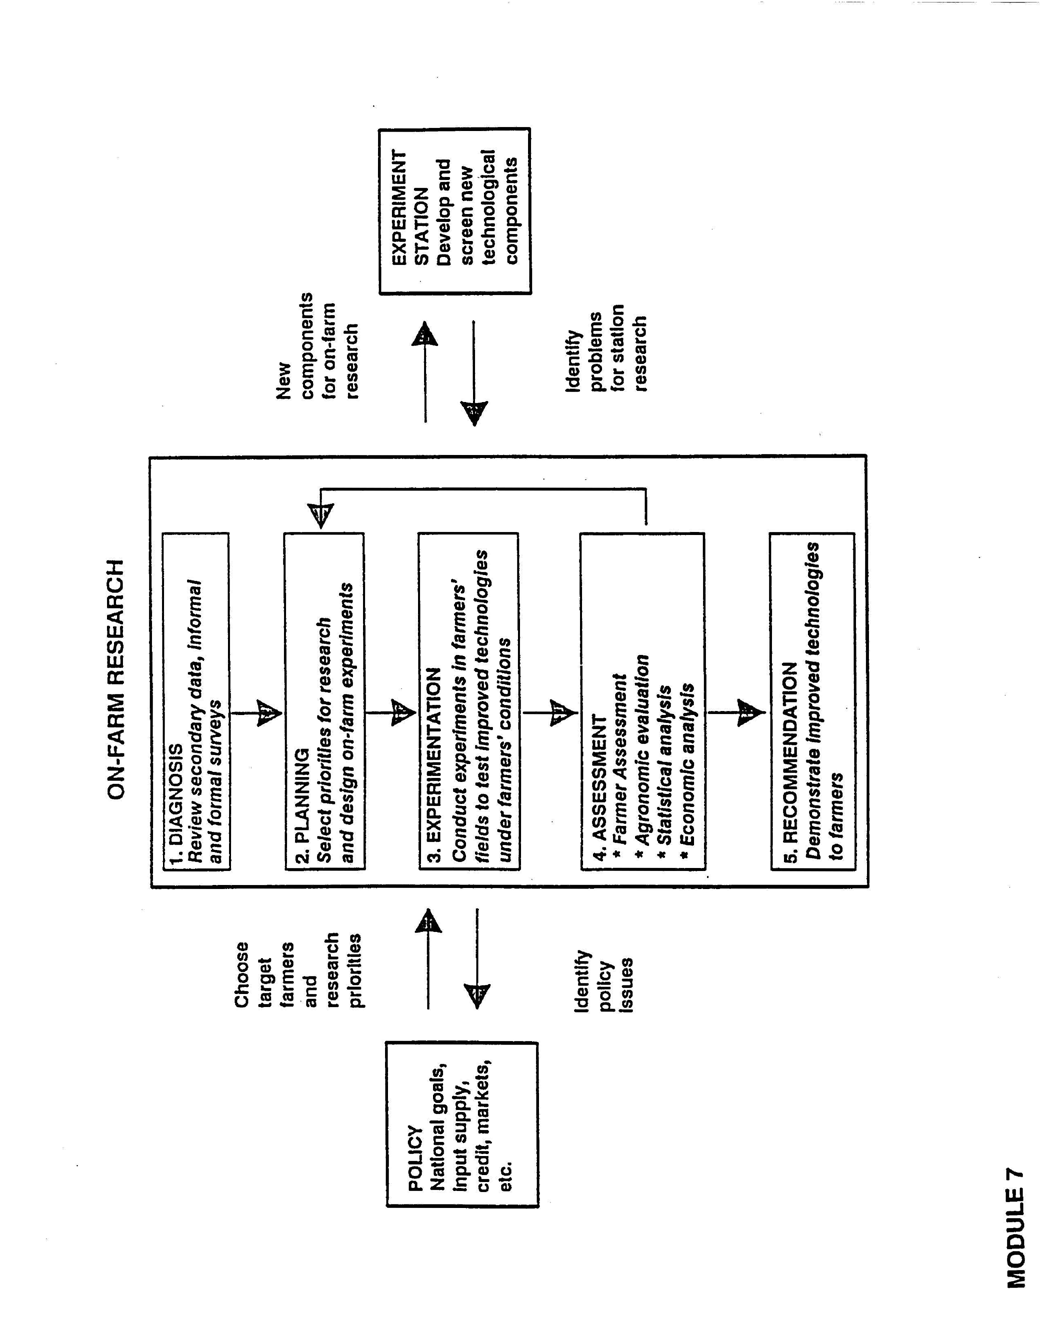 ON-FARM RESEARCH
1. DIAGNOSIS
Review secondary data, informal
and formal surveys
2. PLANNING
Select priorities for research
and design on-farm experiments
3. EXPERIMENTATION
Conduct experiments in farmers'
fields to test improved technologies
under farmers' conditions
4. ASSESSMENT
* Farmer Assessment
* Agronomic evaluation
* Statistical analysis
* Economic analysis
5. RECOMMENDATION
Demonstrate improved technologies
to farmers
Choose
target
farmers
and
research
priorities
POLICY
National goals,
Input supply,
credit, markets,
etc.
Identify
policy
issues
New
components
for on-farm
research
EXPERIMENT
STATION
Develop and
screen new
technological
components
Identify
problems
for station
research
MODULE 7